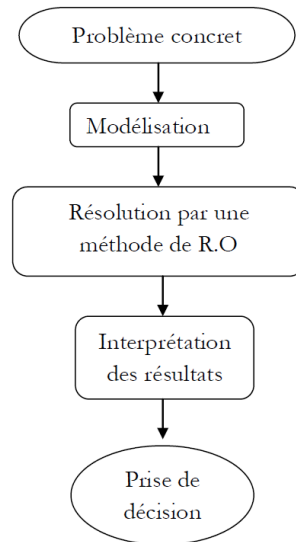 Problème concret
Modélisation
Résolution par une
méthode de R.O
Interprétation
des résultats
Prise de
décision